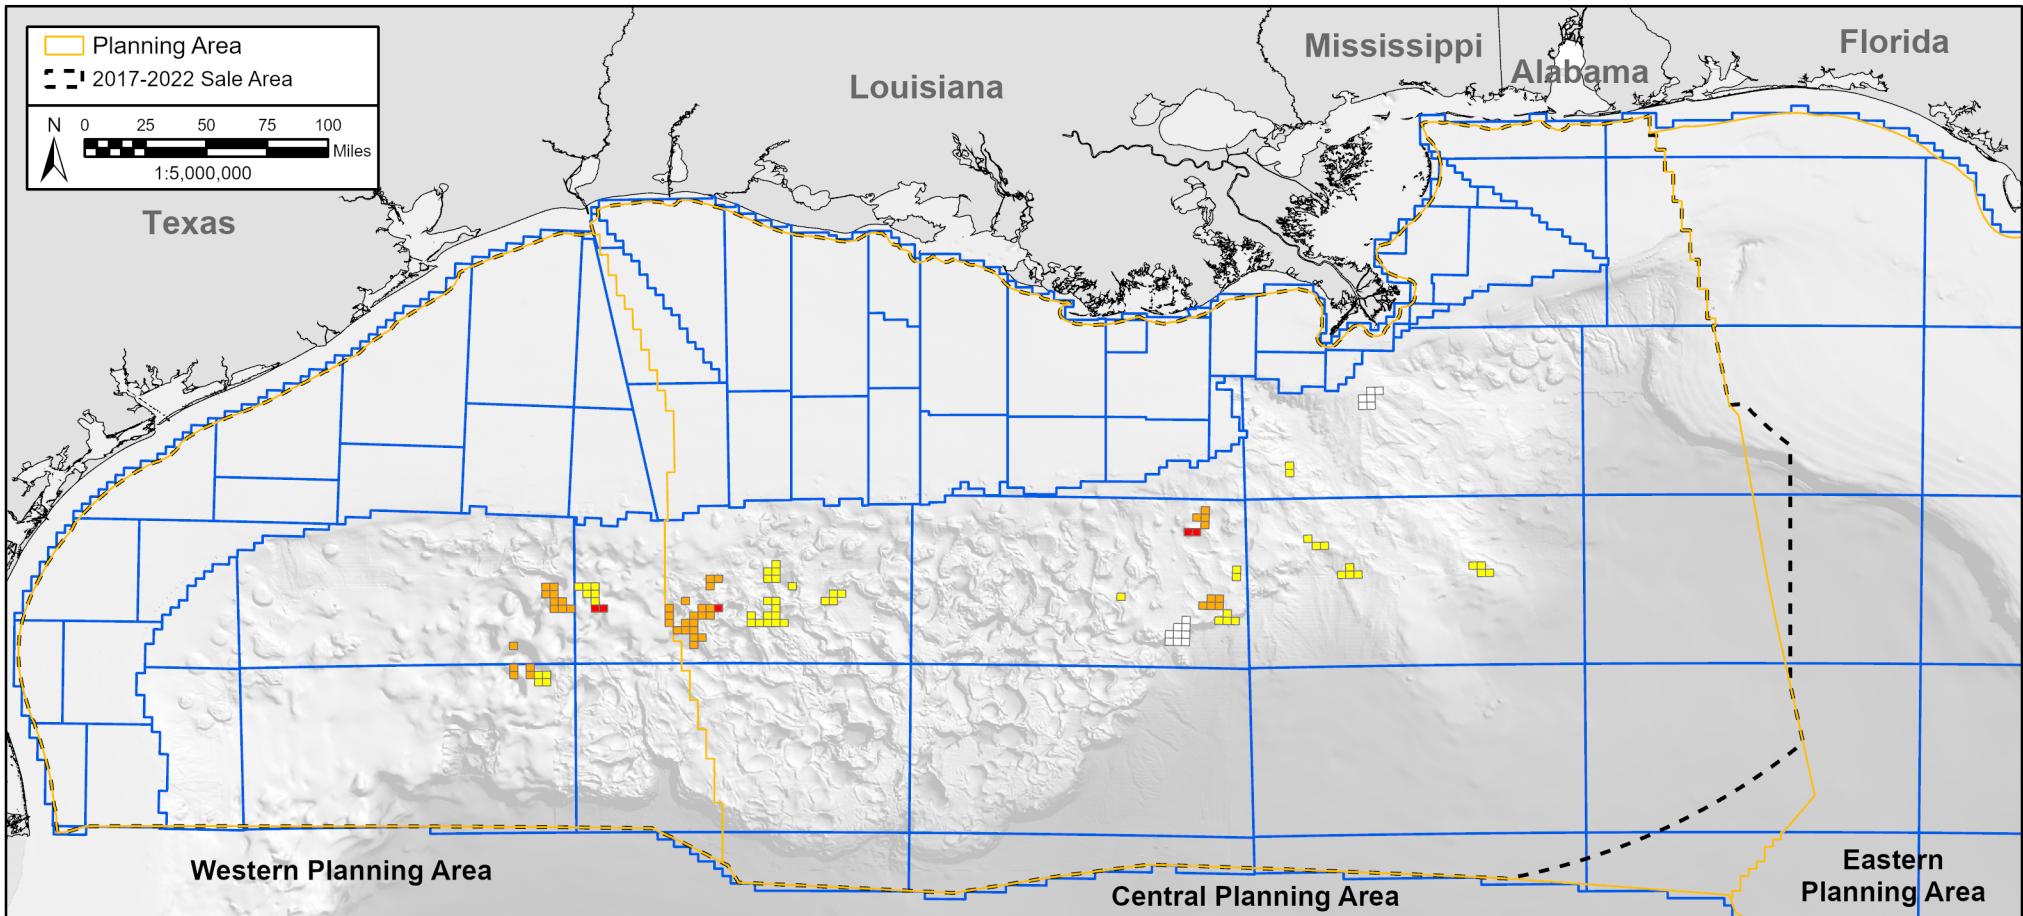 Planning Area
2017-2022 Sale Area
N
0 25 50 75 100
Miles
1:5,000,000
Texas
Louisiana
Mississippi
Alabama
Florida
Western Planning Area
Central Planning Area
Eastern
Planning Area